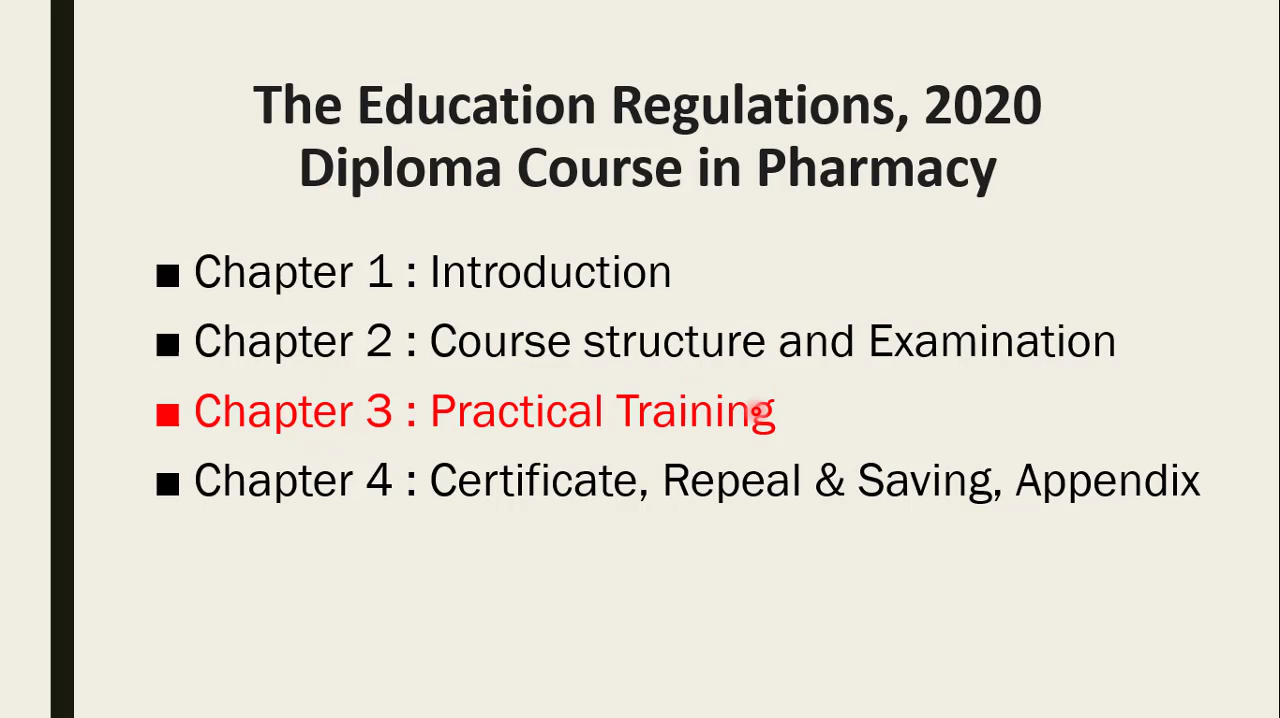 The Education Regulations, 2020
Diploma Course in Pharmacy
■ Chapter 1 : Introduction
■ Chapter 2 : Course structure and Examination
■ Chapter 3 : Practical Training
■ Chapter 4 : Certificate, Repeal & Saving, Appendix